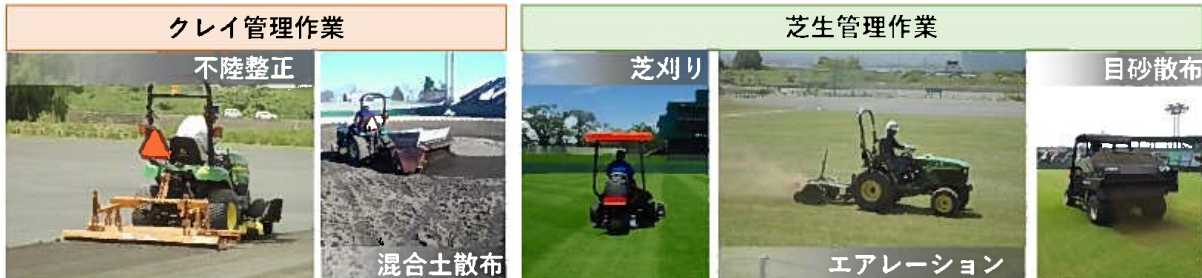 クレイ管理作業
芝生管理作業
不陸整正
混合土散布
芝刈り
エアレーション
目砂散布